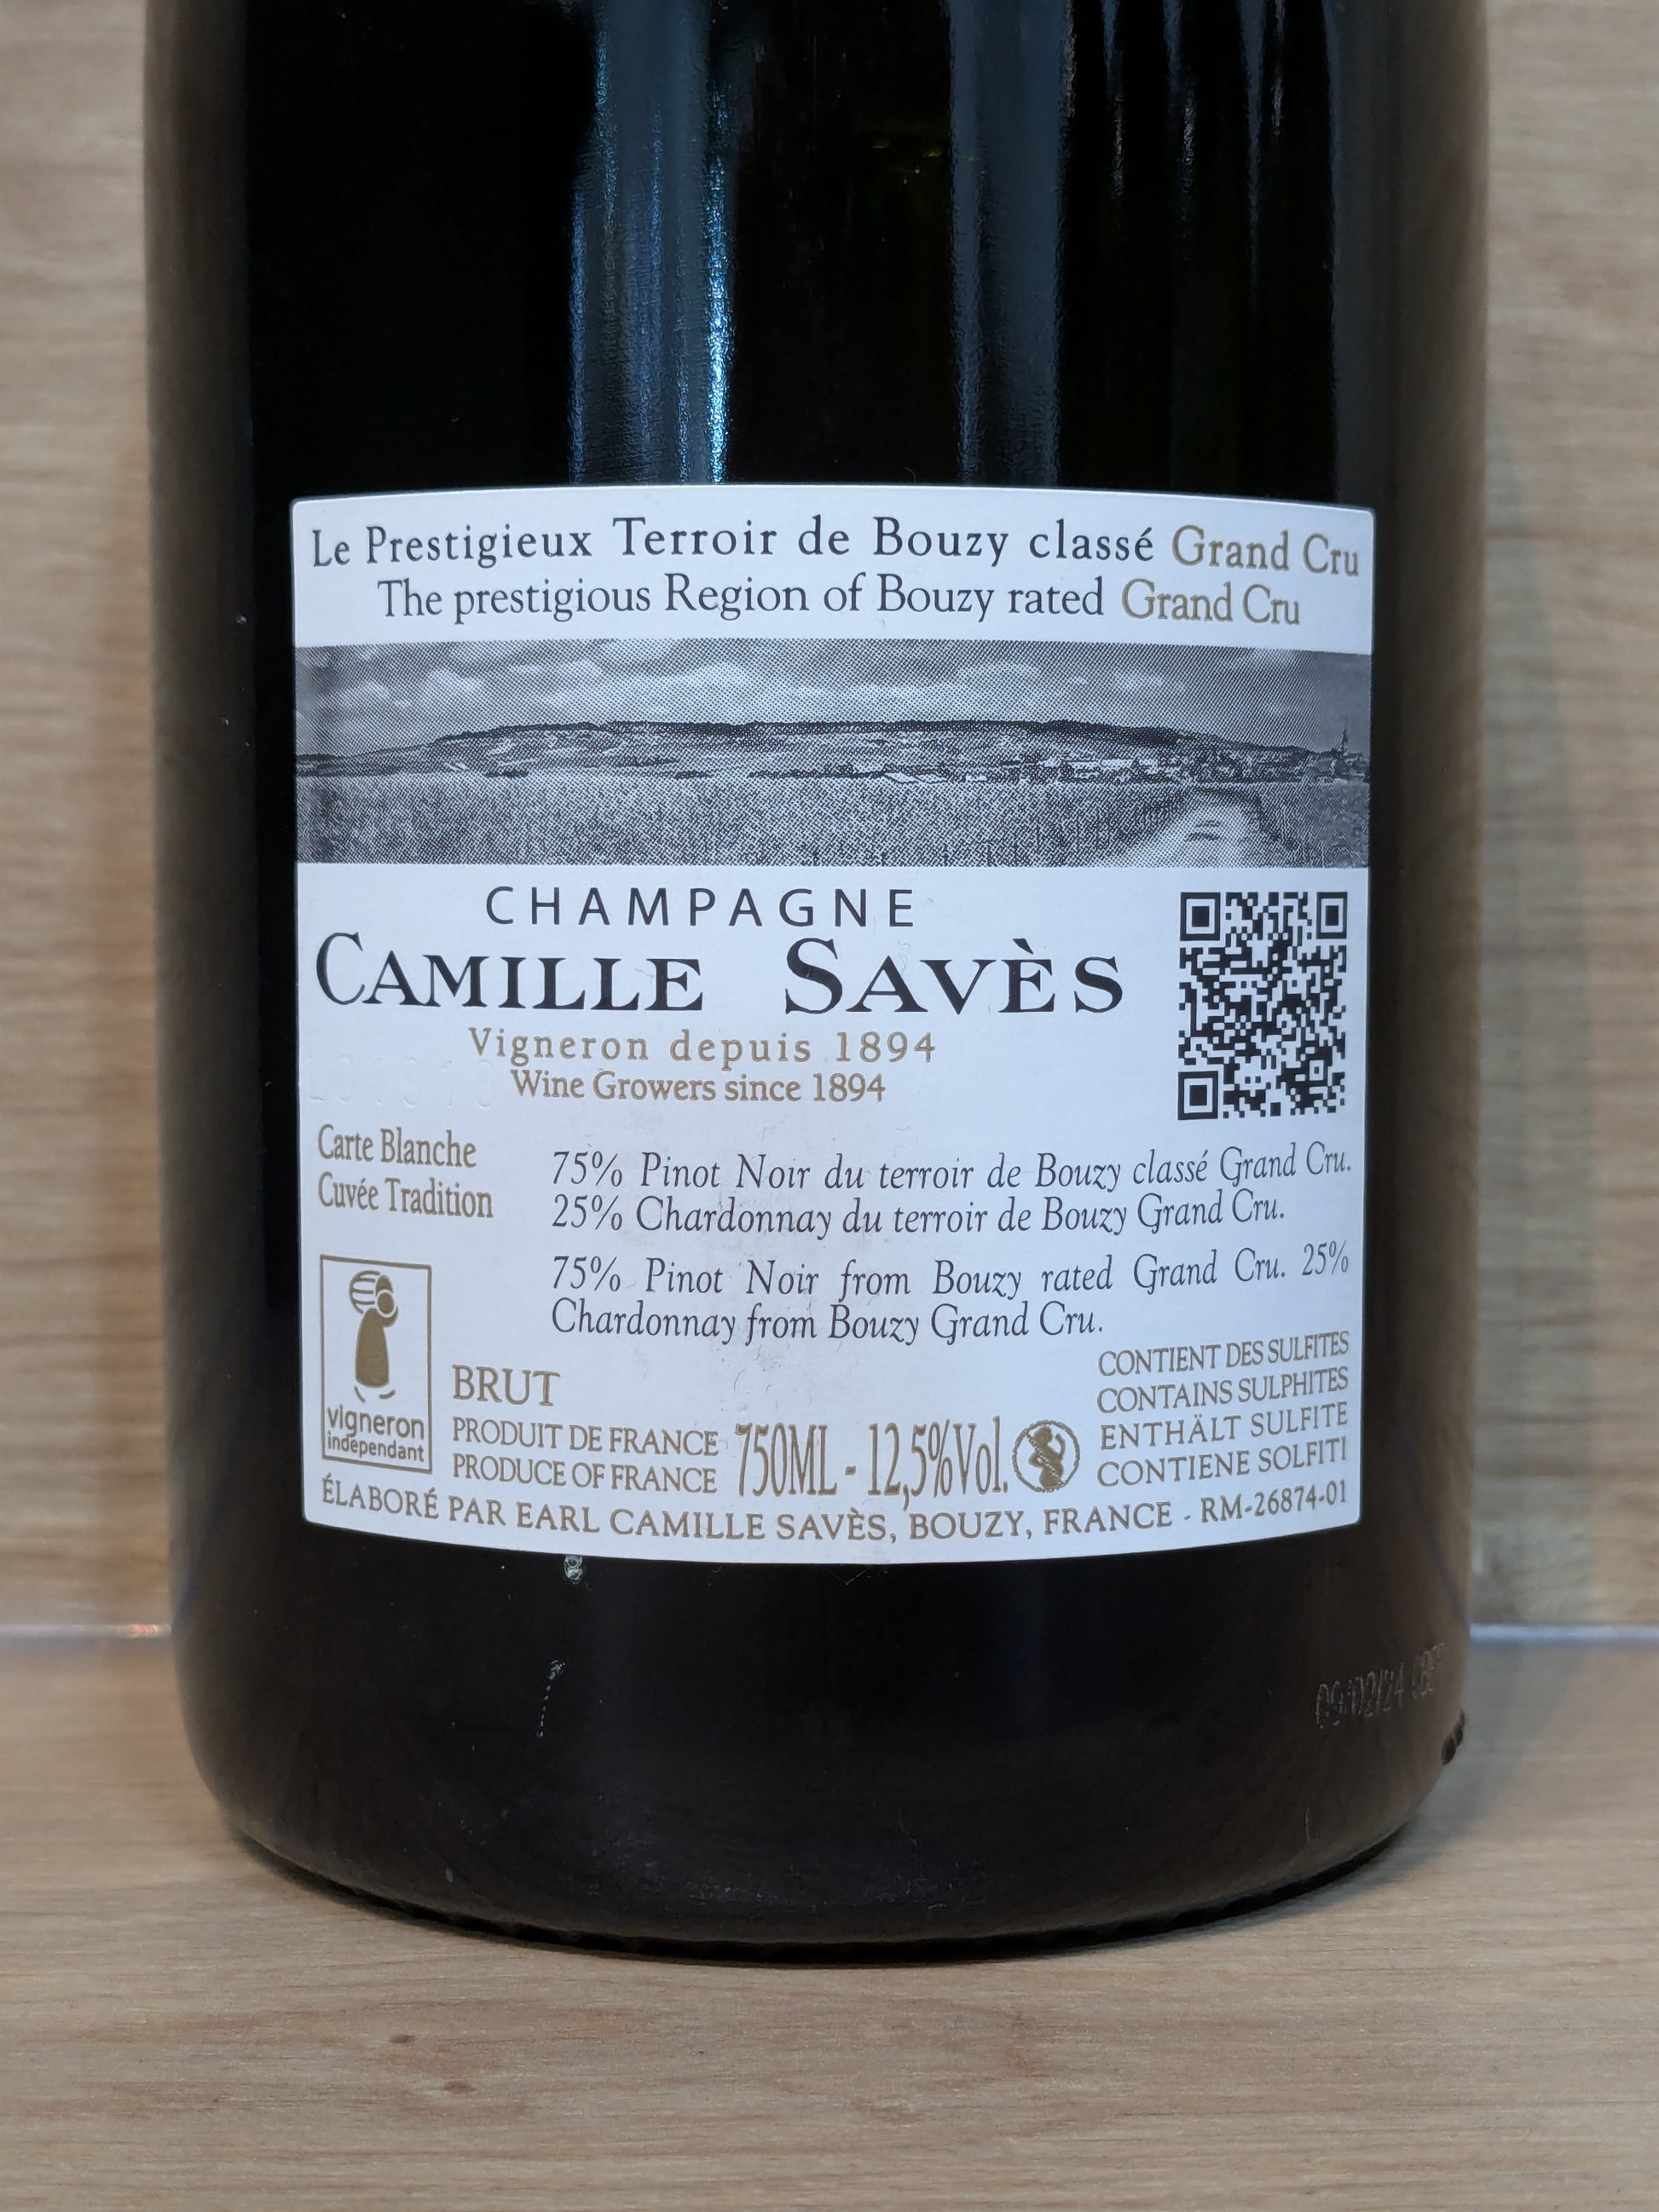 Le Prestigieux Terroir de Bouzy classé Grand Cru
The prestigious Region of Bouzy rated Grand Cru
CHAMPAGNE
CAMILLE SAVÈS
Vigneron depuis 1894
Wine Growers since 1894
Carte Blanche
Cuvée Tradition
75% Pinot Noir du terroir de Bouzy classé Grand Cru.
25% Chardonnay du terroir de Bouzy Grand Cru.
75% Pinot Noir from Bouzy rated Grand Cru. 25%
Chardonnay from Bouzy Grand Cru.
vigneron
indépendant
BRUT
PRODUIT DE FRANCE
PRODUCE OF FRANCE
750ML - 12,5%Vol.
CONTIENT DES SULFITES
CONTAINS SULPHITES
ENTHÄLT SULFITE
CONTIENE SOLFITI
ÉLABORÉ PAR EARL CAMILLE SAVÈS, BOUZY, FRANCE - RM-26874-01